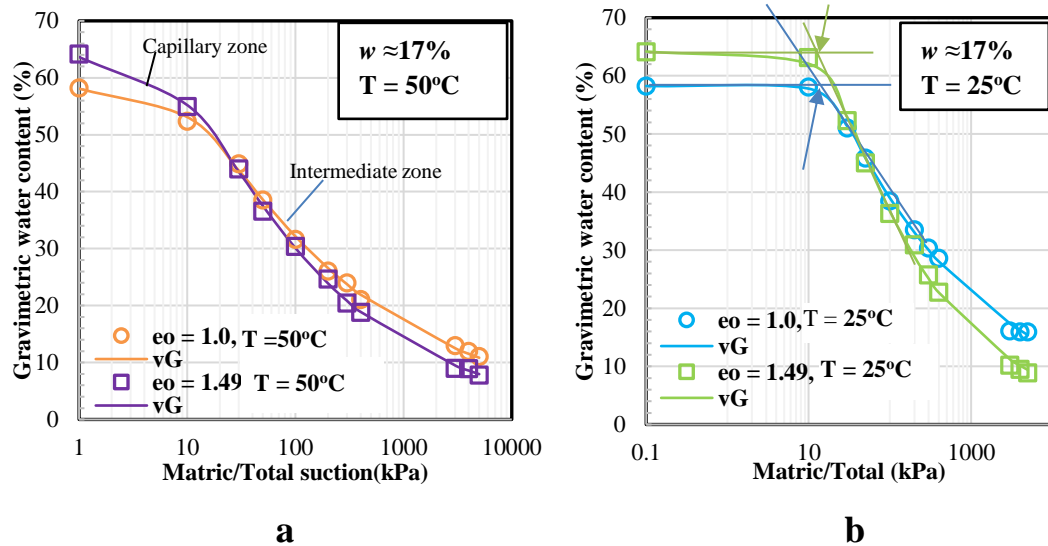 70
60
50
40
30
20
10
0
Gravimetric water content (%)
Capillary zone
w ≈17%
T = 50°C
Intermediate zone
eo = 1.0, T =50°C
vG
eo = 1.49 T = 50°C
vG
1 10 100 1000 10000
Matric/Total suction(kPa)
a
70
60
50
40
30
20
10
0
Gravimetric water content (%)
w ≈17%
T = 25°C
eo = 1.0, T = 25°C
vG
eo = 1.49, T = 25°C
vG
0.1 10 1000
Matric/Total (kPa)
b